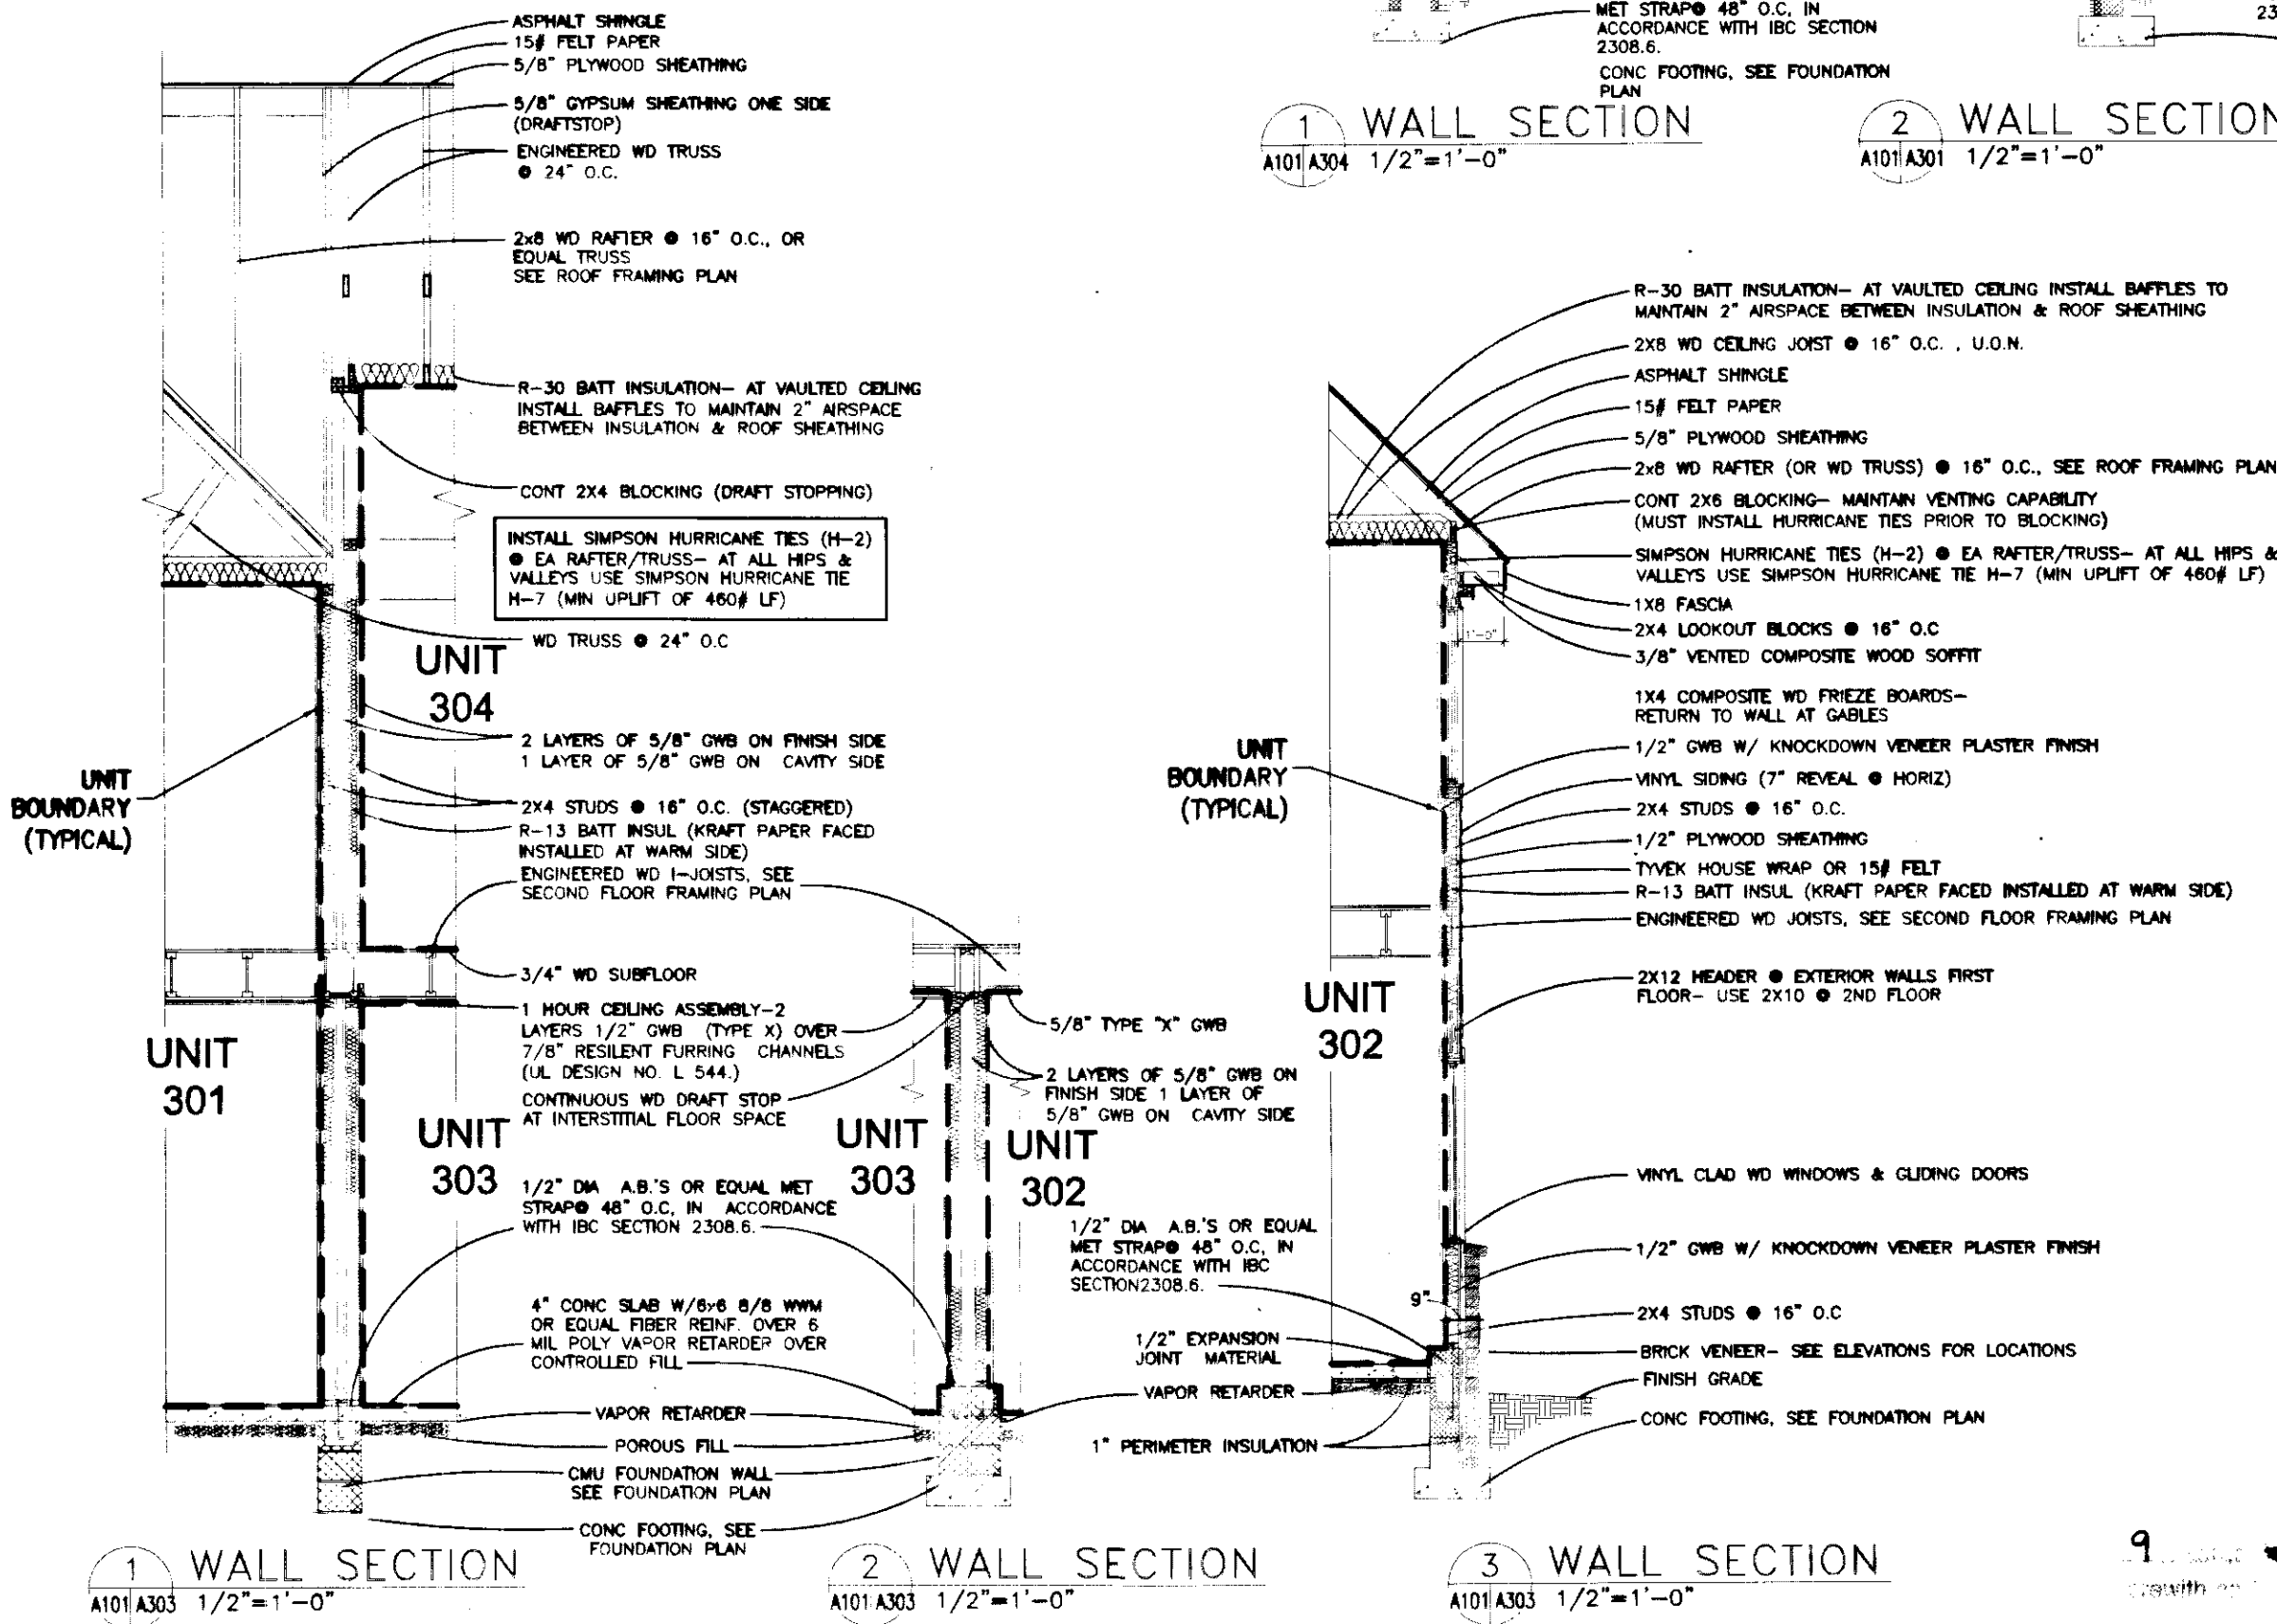 ASPHALT SHINGLE
15# FELT PAPER
5/8" PLYWOOD SHEATHING
5/8" GYPSUM SHEATHING ONE SIDE
(DRAFTSTOP)
ENGINEERED WD TRUSS
@ 24" O.C.
2x8 WD RAFTER @ 16" O.C., OR
EQUAL TRUSS
SEE ROOF FRAMING PLAN
R-30 BATT INSULATION- AT VAULTED CEILING
INSTALL BAFFLES TO MAINTAIN 2" AIRSPACE
BETWEEN INSULATION & ROOF SHEATHING
CONT 2X4 BLOCKING (DRAFT STOPPING)
INSTALL SIMPSON HURRICANE TIES (H-2)
@ EA RAFTER/TRUSS- AT ALL HIPS &
VALLEYS USE SIMPSON HURRICANE TIE
H-7 (MIN UPLIFT OF 460# LF)
WD TRUSS @ 24" O.C
UNIT
304
2 LAYERS OF 5/8" GWB ON FINISH SIDE
1 LAYER OF 5/8" GWB ON CAVITY SIDE
UNIT
BOUNDARY
(TYPICAL)
2X4 STUDS @ 16" O.C. (STAGGERED)
R-13 BATT INSUL (KRAFT PAPER FACED
INSTALLED AT WARM SIDE)
ENGINEERED WD I-JOISTS, SEE
SECOND FLOOR FRAMING PLAN
3/4" WD SUBFLOOR
1 HOUR CEILING ASSEMBLY-2
LAYERS 1/2" GWB (TYPE X) OVER
7/8" RESILENT FURRING CHANNELS
(UL DESIGN NO. L 544.)
CONTINUOUS WD DRAFT STOP
AT INTERSTITIAL FLOOR SPACE
UNIT
301
UNIT
303
1/2" DIA A.B.'S OR EQUAL MET
STRAP@ 48" O.C, IN ACCORDANCE
WITH IBC SECTION 2308.6.
4" CONC SLAB W/6x6 8/8 WWM
OR EQUAL FIBER REINF. OVER 6
MIL POLY VAPOR RETARDER OVER
CONTROLLED FILL
VAPOR RETARDER
POROUS FILL
CMU FOUNDATION WALL
SEE FOUNDATION PLAN
CONC FOOTING, SEE
FOUNDATION PLAN
1 WALL SECTION
A101 A303 1/2"=1'-0"
5/8" TYPE "X" GWB
2 LAYERS OF 5/8" GWB ON
FINISH SIDE 1 LAYER OF
5/8" GWB ON CAVITY SIDE
UNIT
303
UNIT
302
1/2" DIA A.B.'S OR EQUAL
MET STRAP@ 48" O.C, IN
ACCORDANCE WITH IBC
SECTION2308.6.
1/2" EXPANSION
JOINT MATERIAL
VAPOR RETARDER
1" PERIMETER INSULATION
2 WALL SECTION
A101 A303 1/2"=1'-0"
MET STRAP@ 48" O.C, IN
ACCORDANCE WITH IBC SECTION
2308.6.
CONC FOOTING, SEE FOUNDATION
PLAN
1 WALL SECTION
A101 A304 1/2"=1'-0"
23
2 WALL SECTION
A101 A301 1/2"=1'-0"
R-30 BATT INSULATION- AT VAULTED CEILING INSTALL BAFFLES TO
MAINTAIN 2" AIRSPACE BETWEEN INSULATION & ROOF SHEATHING
2X8 WD CEILING JOIST @ 16" O.C. , U.O.N.
ASPHALT SHINGLE
15# FELT PAPER
5/8" PLYWOOD SHEATHING
2x8 WD RAFTER (OR WD TRUSS) @ 16" O.C., SEE ROOF FRAMING PLAN
CONT 2X6 BLOCKING- MAINTAIN VENTING CAPABILITY
(MUST INSTALL HURRICANE TIES PRIOR TO BLOCKING)
SIMPSON HURRICANE TIES (H-2) @ EA RAFTER/TRUSS- AT ALL HIPS &
VALLEYS USE SIMPSON HURRICANE TIE H-7 (MIN UPLIFT OF 460# LF)
1X8 FASCIA
2X4 LOOKOUT BLOCKS @ 16" O.C
1'-0"
3/8" VENTED COMPOSITE WOOD SOFFIT
1X4 COMPOSITE WD FRIEZE BOARDS-
RETURN TO WALL AT GABLES
UNIT
BOUNDARY
(TYPICAL)
1/2" GWB W/ KNOCKDOWN VENEER PLASTER FINISH
VINYL SIDING (7" REVEAL @ HORIZ)
2X4 STUDS @ 16" O.C.
1/2" PLYWOOD SHEATHING
TYVEK HOUSE WRAP OR 15# FELT
R-13 BATT INSUL (KRAFT PAPER FACED INSTALLED AT WARM SIDE)
ENGINEERED WD JOISTS, SEE SECOND FLOOR FRAMING PLAN
2X12 HEADER @ EXTERIOR WALLS FIRST
FLOOR- USE 2X10 @ 2ND FLOOR
UNIT
302
VINYL CLAD WD WINDOWS & GLIDING DOORS
1/2" GWB W/ KNOCKDOWN VENEER PLASTER FINISH
9"
2X4 STUDS @ 16" O.C
BRICK VENEER- SEE ELEVATIONS FOR LOCATIONS
FINISH GRADE
CONC FOOTING, SEE FOUNDATION PLAN
3 WALL SECTION
A101 A303 1/2"=1'-0"
9